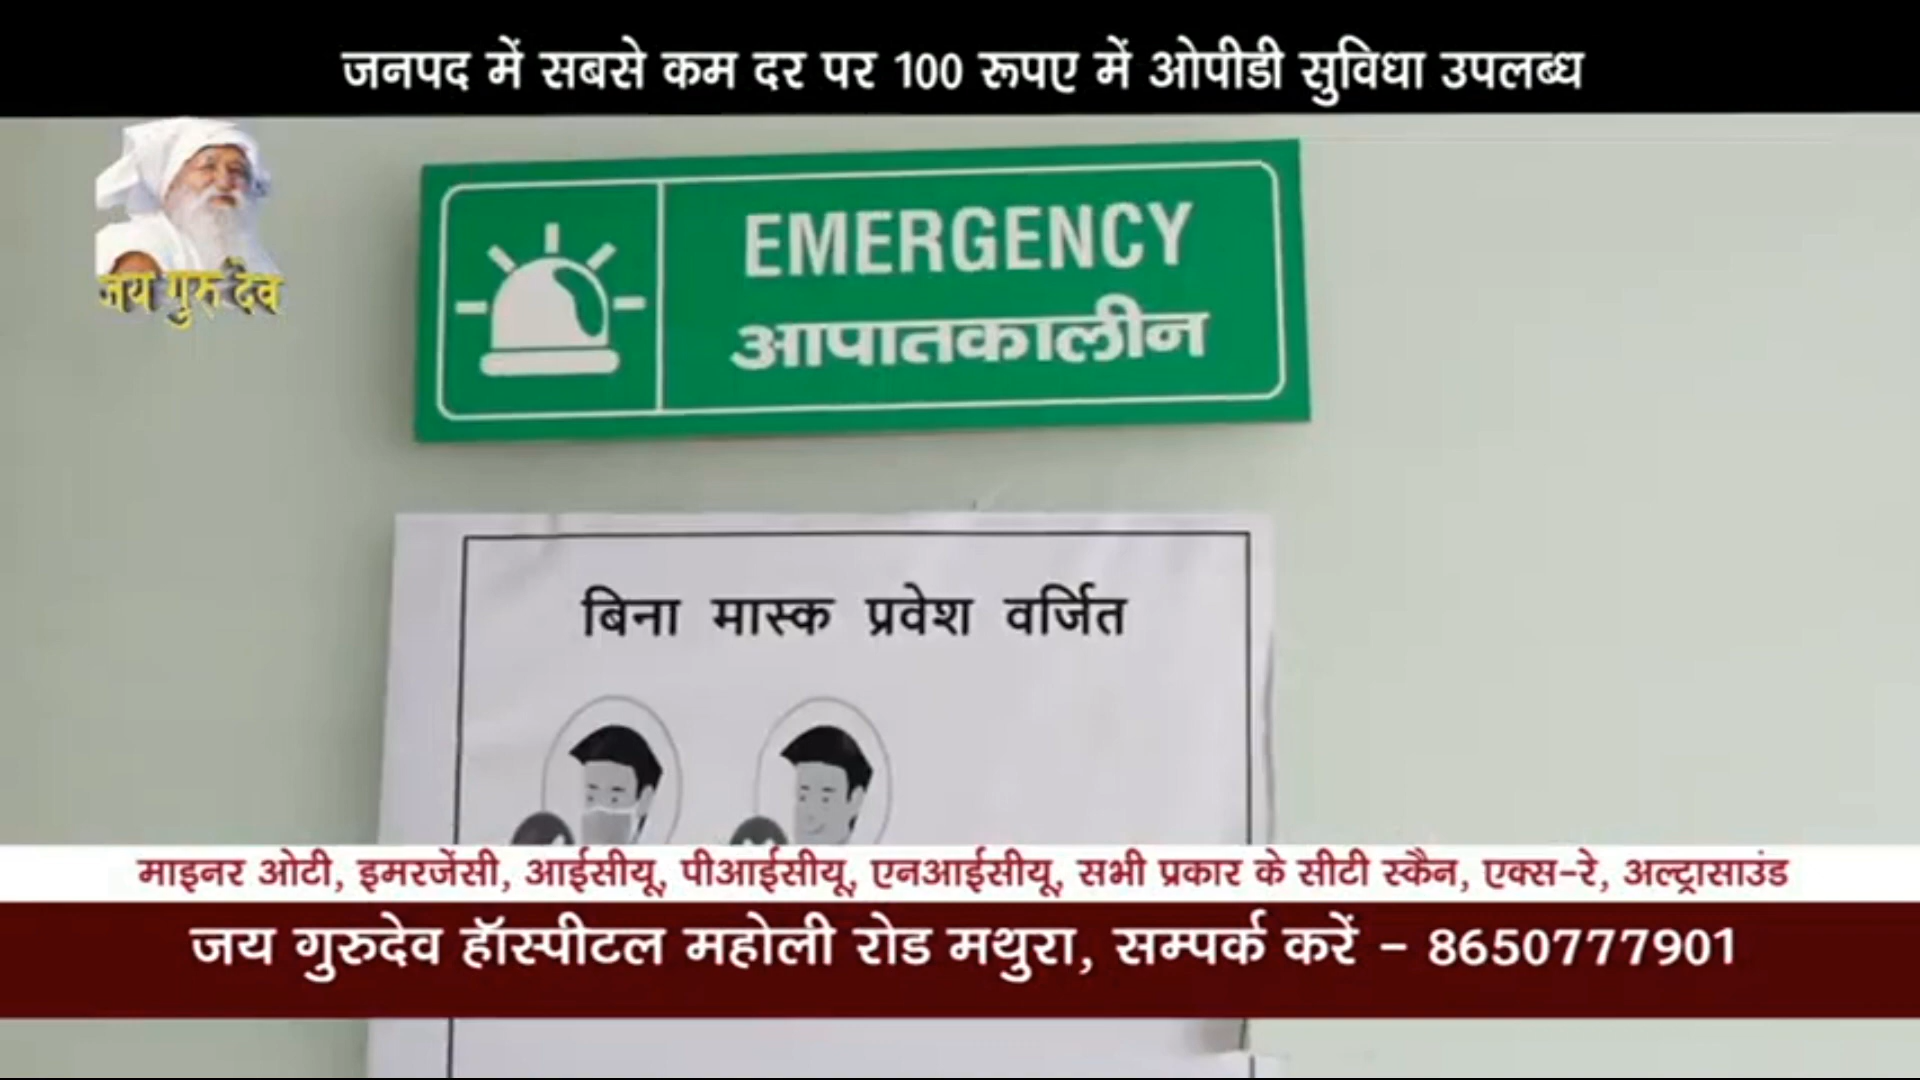 जनपद में सबसे कम दर पर 100 रूपए में ओपीडी सुविधा उपलब्ध
जय गुरु देव
EMERGENCY
आपातकालीन
बिना मास्क प्रवेश वर्जित
माइनर ओटी, इमरजेंसी, आईसीयू, पीआईसीयू, एनआईसीयू, सभी प्रकार के सीटी स्कैन, एक्स-रे, अल्ट्रासाउंड
जय गुरुदेव हॉस्पीटल महोली रोड मथुरा, सम्पर्क करें - 8650777901